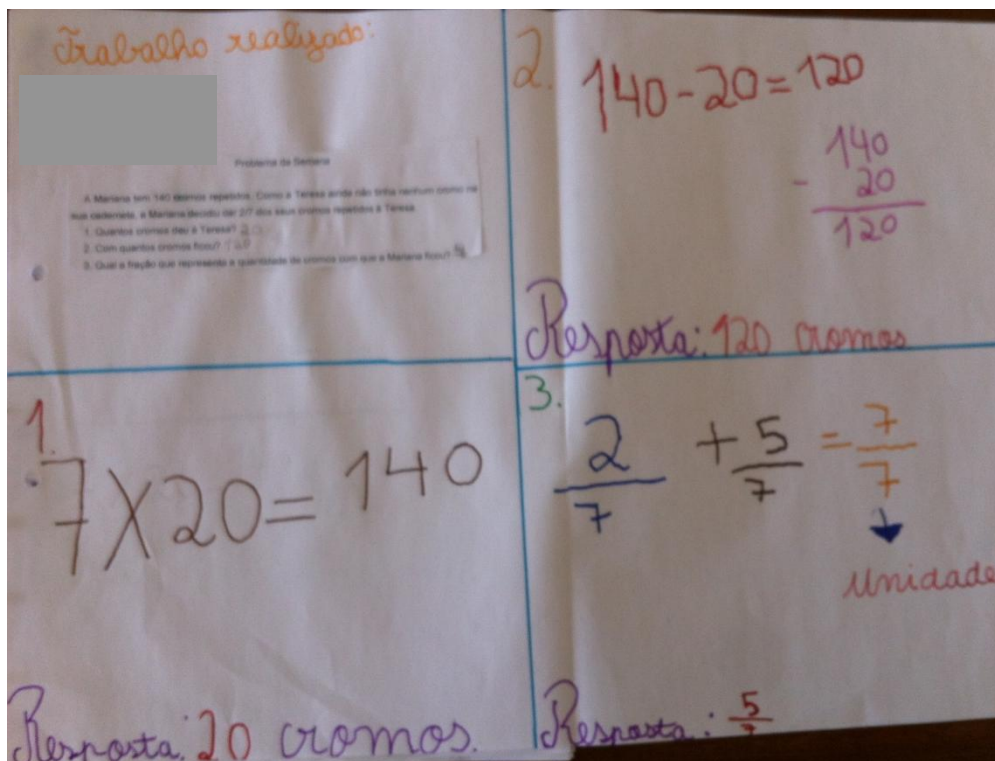 Trabalho realizado:
Problema da Semana
A Mariana tem 140 cromos repetidos. Como a Teresa ainda não tinha nenhum cromo na
sua caderneta, a Mariana decidiu dar 2/7 dos seus cromos repetidos à Teresa.
1. Quantos cromos deu à Teresa? 20
2. Com quantos cromos ficou? 120
3. Qual a fração que representa a quantidade de cromos com que a Mariana ficou?
1.
7 X 20 = 140
Resposta: 20 cromos.
2. 140 - 20 = 120
140
- 20
120
Resposta: 120 cromos
3.
2/7 + 5/7 = 7/7
Unidade
Resposta: 5/7